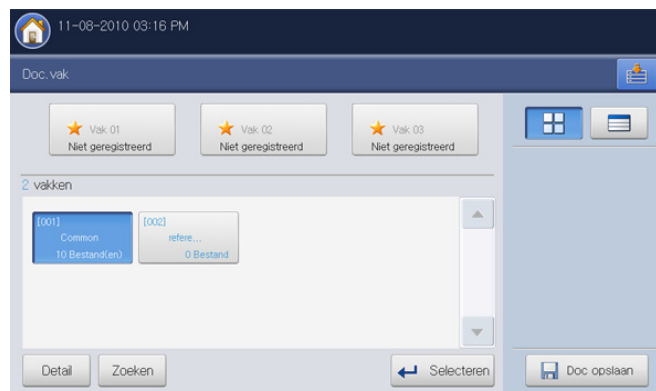 11-08-2010 03:16 PM
Doc.vak
Vak 01
Niet geregistreerd
Vak 02
Niet geregistreerd
Vak 03
Niet geregistreerd
2 vakken
[001]
Common
10 Bestand(en)
[002]
refere...
0 Bestand
Detail
Zoeken
Selecteren
Doc opslaan